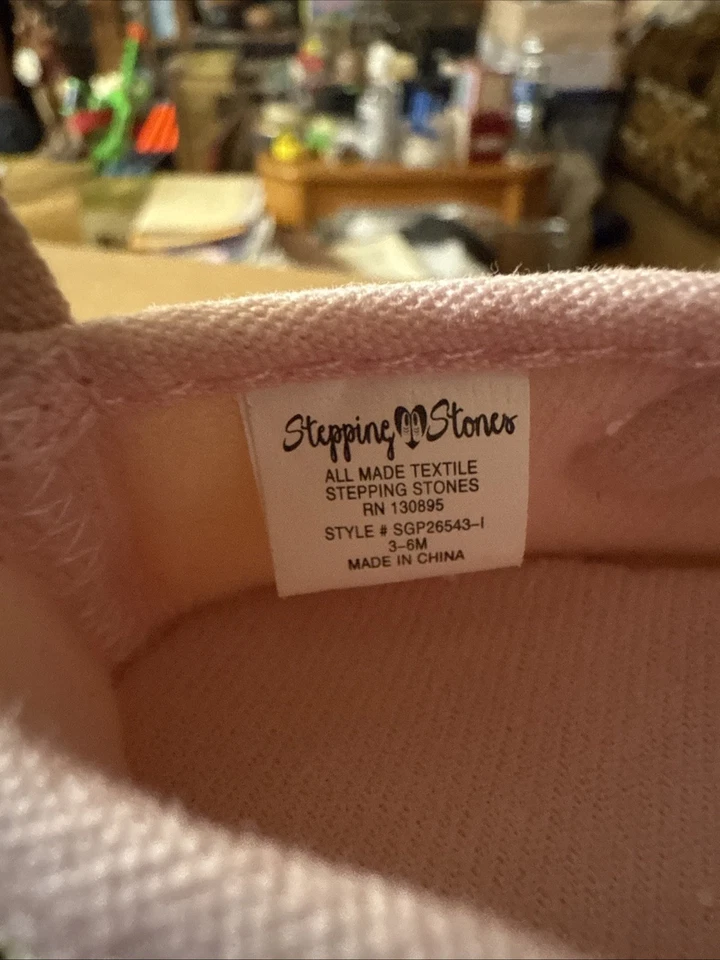 Stepping Stones
ALL MADE TEXTILE
STEPPING STONES
RN 130895
STYLE # SGP26543-I
3-6M
MADE IN CHINA